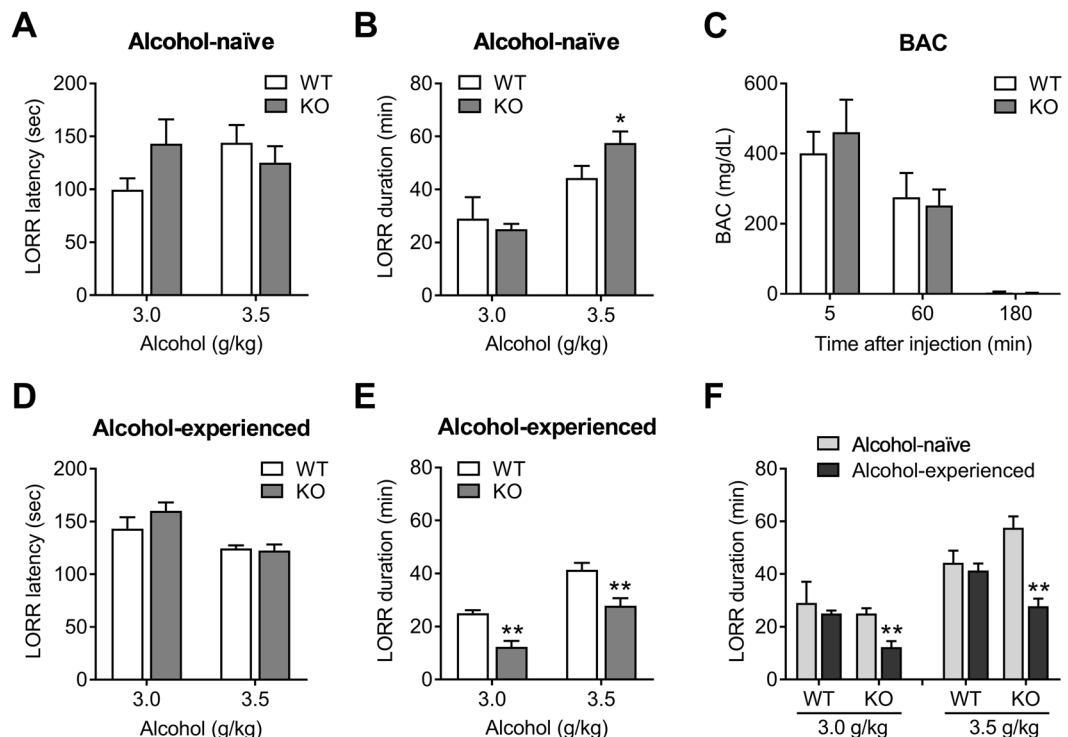 A
Alcohol-naïve
WT
KO
LORR latency (sec)
200
150
100
50
0
3.0
3.5
Alcohol (g/kg)
B
Alcohol-naïve
WT
KO
LORR duration (min)
80
60
40
20
0
*
3.0
3.5
Alcohol (g/kg)
C
BAC
WT
KO
BAC (mg/dL)
600
400
200
0
5
60
180
Time after injection (min)
D
Alcohol-experienced
WT
KO
LORR latency (sec)
200
150
100
50
0
3.0
3.5
Alcohol (g/kg)
E
Alcohol-experienced
WT
KO
LORR duration (min)
80
60
40
20
0
**
**
3.0
3.5
Alcohol (g/kg)
F
Alcohol-naïve
Alcohol-experienced
LORR duration (min)
80
60
40
20
0
**
**
WT
KO
WT
KO
3.0 g/kg
3.5 g/kg